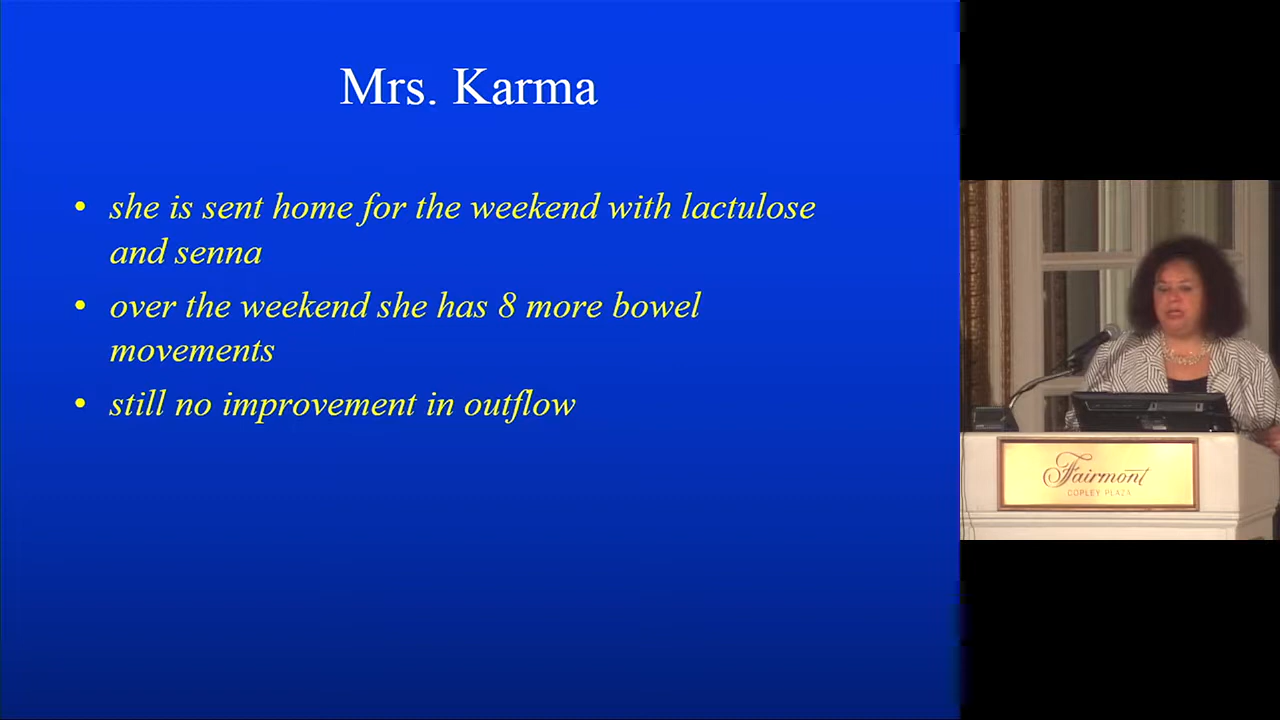 Mrs. Karma
• she is sent home for the weekend with lactulose
and senna
• over the weekend she has 8 more bowel
movements
• still no improvement in outflow
Fairmont
COPLEY PLAZA